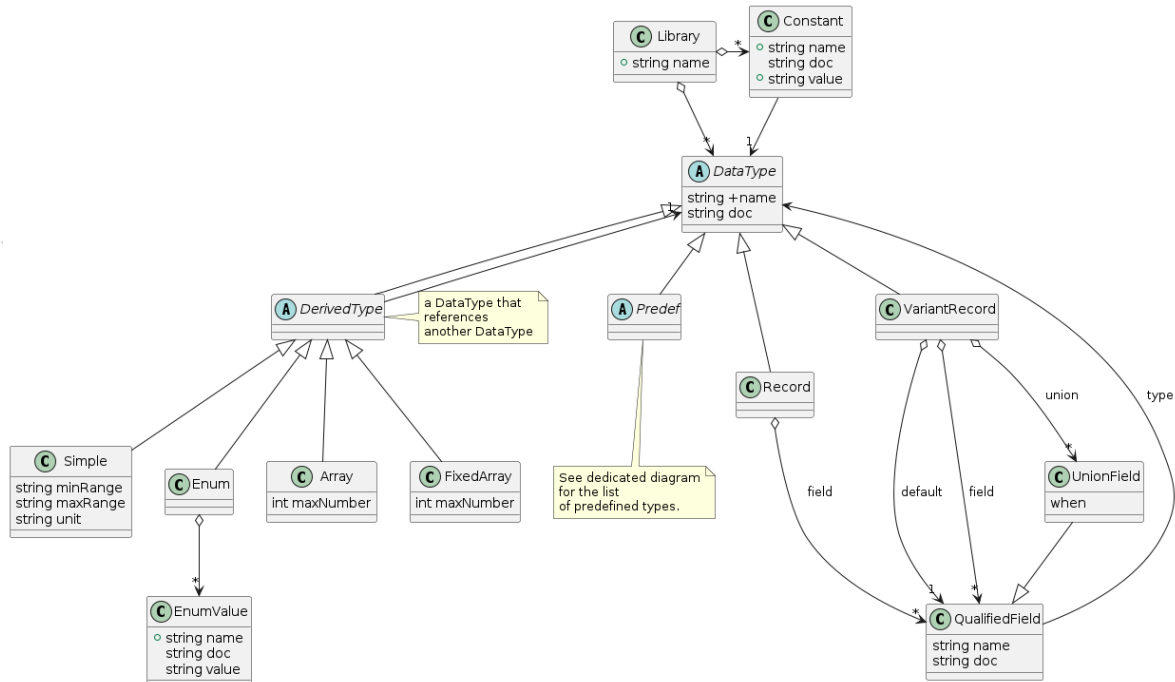 C Library
string name
*
C Constant
string name
string doc
string value
*
1
A DataType
string +name
string doc
1
A DerivedType
a DataType that
references
another DataType
A Predef
C VariantRecord
C Record
union
type
*
C Simple
string minRange
string maxRange
string unit
C Enum
C Array
int maxNumber
C FixedArray
int maxNumber
See dedicated diagram
for the list
of predefined types.
field
default
field
C UnionField
when
*
C EnumValue
string name
string doc
string value
*
1
*
C QualifiedField
string name
string doc